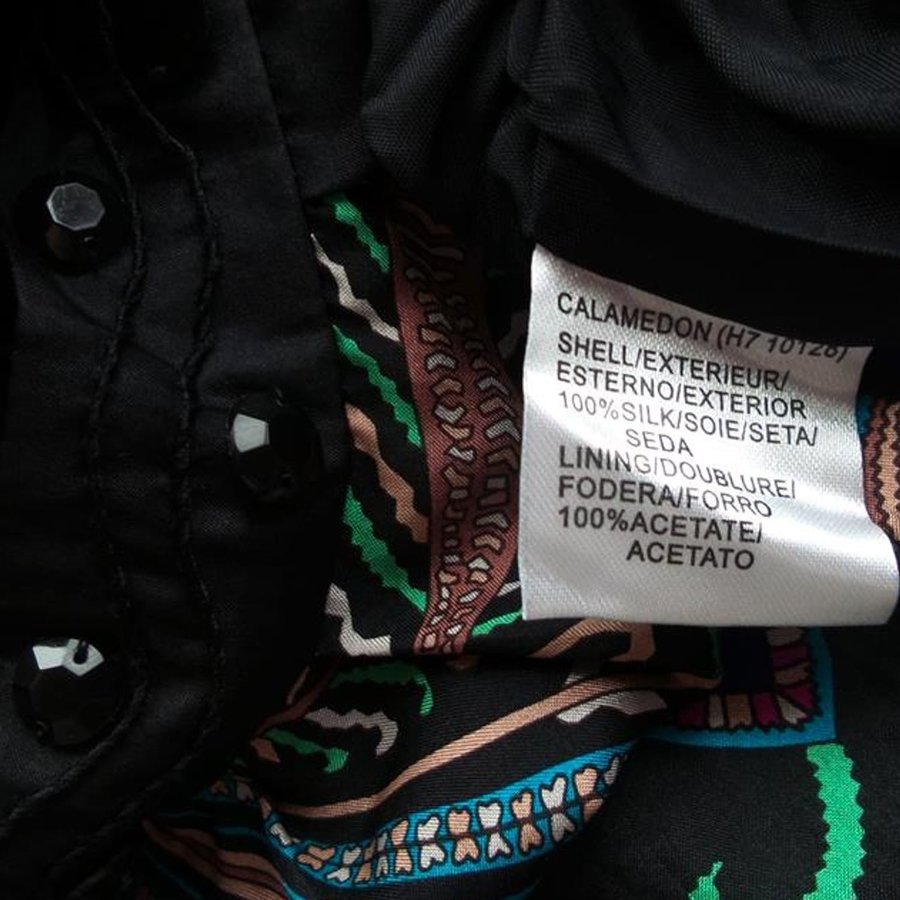 CALAMEDON (H7 10128)
SHELL/EXTERIEUR/
ESTERNO/EXTERIOR
100%SILK/SOIE/SETA/
SEDA
LINING/DOUBLURE/
FODERA/FORRO
100%ACETATE/
ACETATO